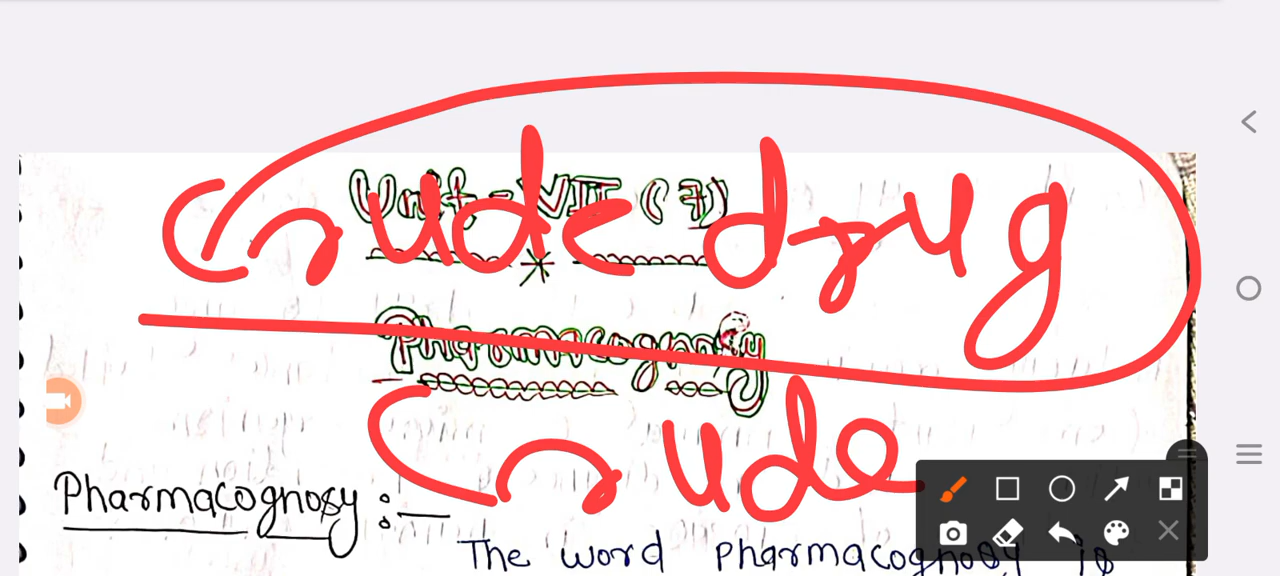 Unit-VII (7)
crude drug
Pharmacognosy
crude
Pharmacognosy :-
The word pharmacognosy is